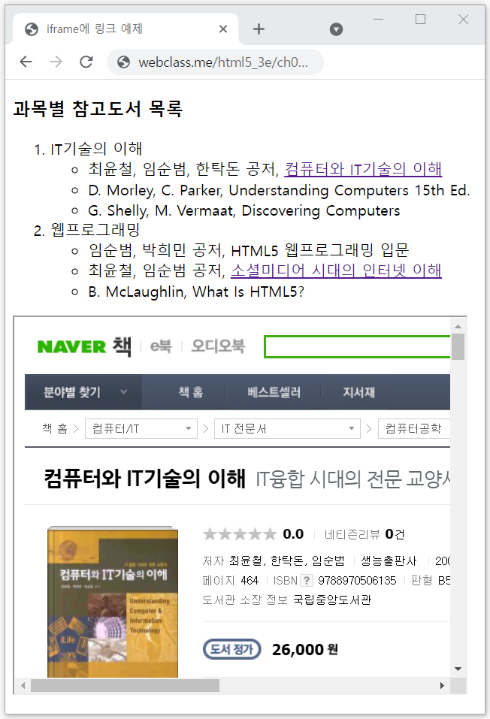 iframe에 링크 예제
webclass.me/html5_3e/ch0...
과목별 참고도서 목록
1. IT기술의 이해
최윤철, 임순범, 한탁돈 공저, 컴퓨터와 IT기술의 이해
D. Morley, C. Parker, Understanding Computers 15th Ed.
G. Shelly, M. Vermaat, Discovering Computers
2. 웹프로그래밍
임순범, 박희민 공저, HTML5 웹프로그래밍 입문
최윤철, 임순범 공저, 소셜미디어 시대의 인터넷 이해
B. McLaughlin, What Is HTML5?
NAVER 책 e북 오디오북
분야별 찾기 책 홈 베스트셀러 지서재
책 홈 컴퓨터/IT IT 전문서 컴퓨터공학
컴퓨터와 IT기술의 이해 IT융합 시대의 전문 교양서
0.0 네티즌리뷰 0건
저자 최윤철, 한탁돈, 임순범 생능출판사 200
페이지 464 ISBN ? 9788970506135 판형 B5
도서관 소장 정보 국립중앙도서관
도서 정가 26,000 원
컴퓨터와 IT기술의 이해
Understanding
Computer &
Information
Technology
iLife